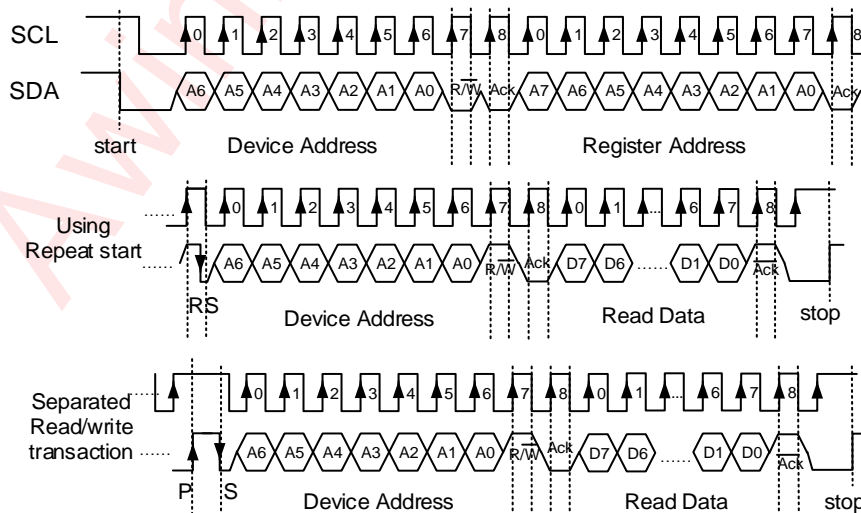 SCL 0 1 2 3 4 5 6 7 8 0 1 2 3 4 5 6 7 8
SDA A6 A5 A4 A3 A2 A1 A0 R/W̅ Ack A7 A6 A5 A4 A3 A2 A1 A0 Ack
start Device Address Register Address
0 1 2 3 4 5 6 7 8 0 1 ... 6 7 8
Using
Repeat start
...... ...... A6 A5 A4 A3 A2 A1 A0 R/W̅ Ack D7 D6 ...... D1 D0 A̅c̅k̅
RS Device Address Read Data stop
0 1 2 3 4 5 6 7 8 0 1 ... 6 7 8
Separated
Read/write
transaction
...... ...... A6 A5 A4 A3 A2 A1 A0 R/W̅ Ack D7 D6 ...... D1 D0 A̅c̅k̅
P S Device Address Read Data stop
Awin